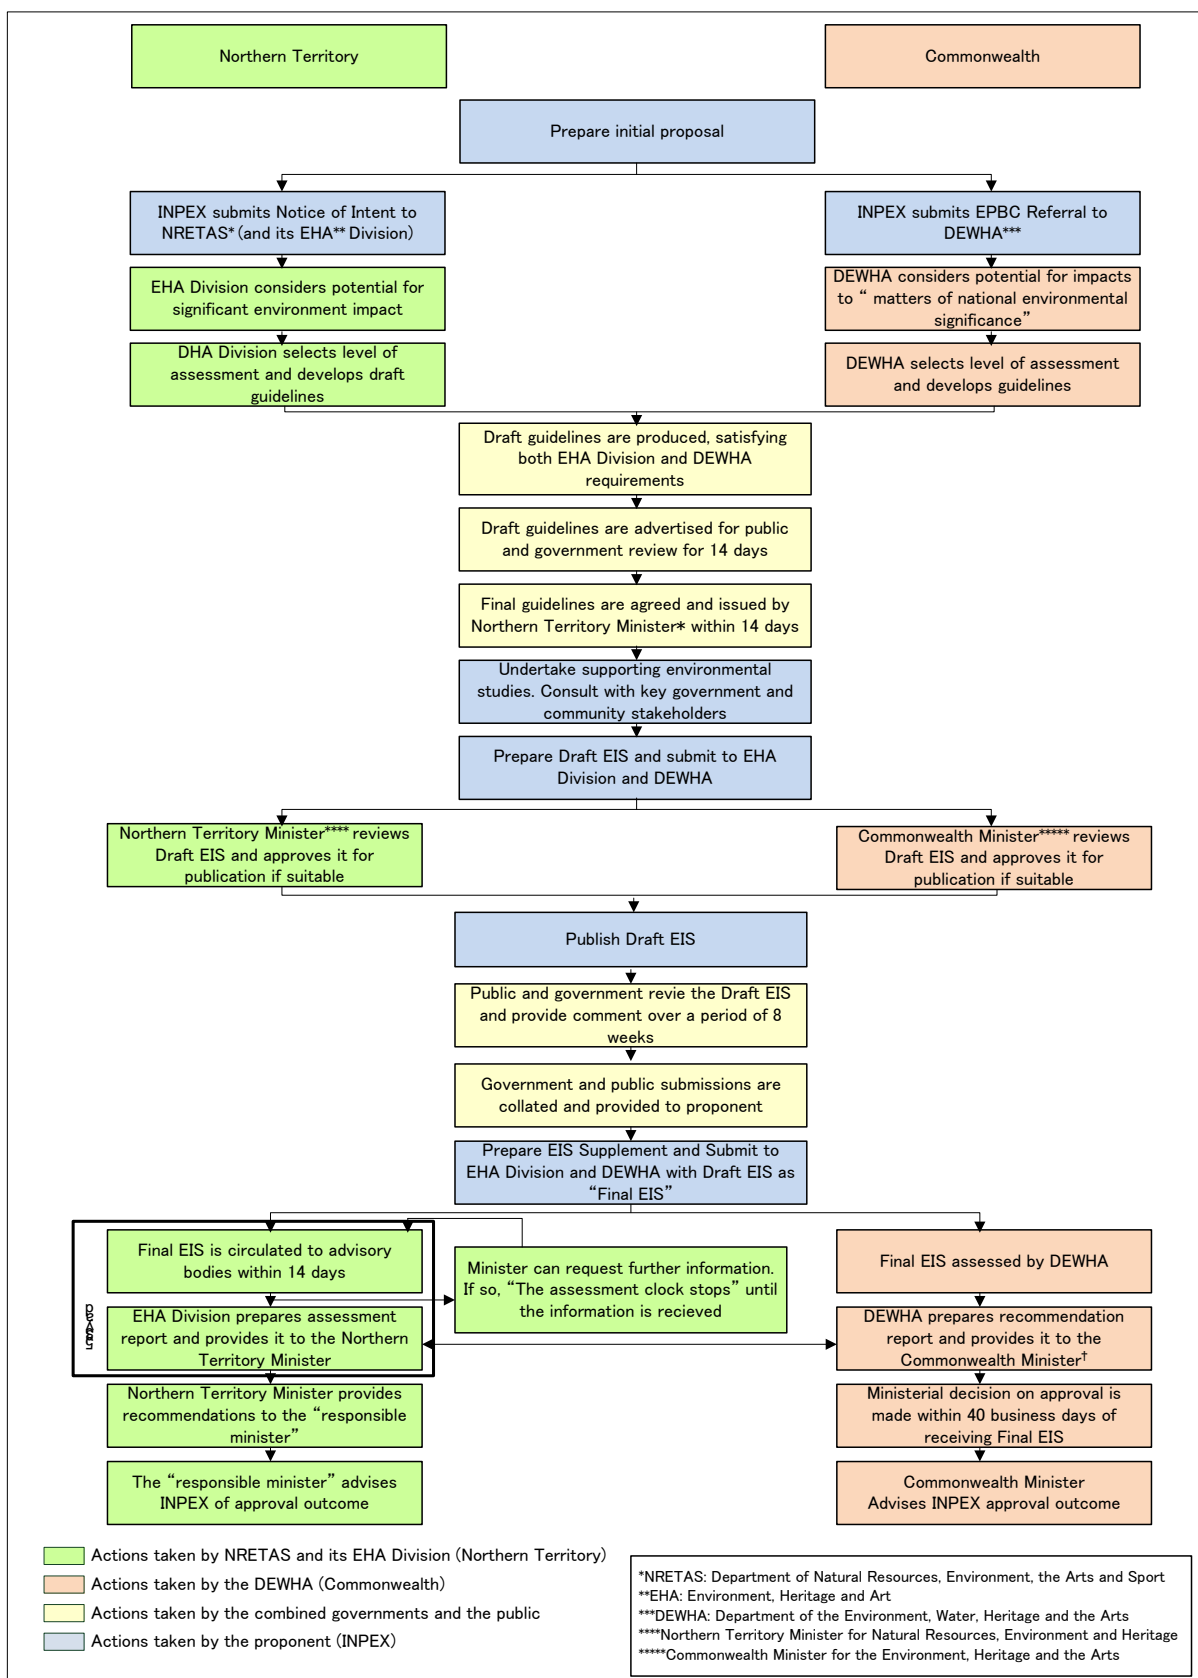 Northern Territory
Commonwealth
Prepare initial proposal
INPEX submits Notice of Intent to
NRETAS* (and its EHA** Division)
INPEX submits EPBC Referral to
DEWHA***
EHA Division considers potential for
significant environment impact
DEWHA considers potential for impacts
to “ matters of national environmental
significance”
DHA Division selects level of
assessment and develops draft
guidelines
DEWHA selects level of assessment
and develops guidelines
Draft guidelines are produced, satisfying
both EHA Division and DEWHA
requirements
Draft guidelines are advertised for public
and government review for 14 days
Final guidelines are agreed and issued by
Northern Territory Minister* within 14 days
Undertake supporting environmental
studies. Consult with key government and
community stakeholders
Prepare Draft EIS and submit to EHA
Division and DEWHA
Northern Territory Minister**** reviews
Draft EIS and approves it for
publication if suitable
Commonwealth Minister***** reviews
Draft EIS and approves it for
publication if suitable
Publish Draft EIS
Public and government revie the Draft EIS
and provide comment over a period of 8
weeks
Government and public submissions are
collated and provided to proponent
Prepare EIS Supplement and Submit to
EHA Division and DEWHA with Draft EIS as
“Final EIS”
Final EIS is circulated to advisory
bodies within 14 days
Minister can request further information.
If so, “The assessment clock stops” until
the information is recieved
Final EIS assessed by DEWHA
EHA Division prepares assessment
report and provides it to the Northern
Territory Minister
DEWHA prepares recommendation
report and provides it to the
Commonwealth Minister†
Northern Territory Minister provides
recommendations to the “responsible
minister”
Ministerial decision on approval is
made within 40 business days of
receiving Final EIS
The “responsible minister” advises
INPEX of approval outcome
Commonwealth Minister
Advises INPEX approval outcome
Actions taken by NRETAS and its EHA Division (Northern Territory)
Actions taken by the DEWHA (Commonwealth)
Actions taken by the combined governments and the public
Actions taken by the proponent (INPEX)
*NRETAS: Department of Natural Resources, Environment, the Arts and Sport
**EHA: Environment, Heritage and Art
***DEWHA: Department of the Environment, Water, Heritage and the Arts
****Northern Territory Minister for Natural Resources, Environment and Heritage
*****Commonwealth Minister for the Environment, Heritage and the Arts